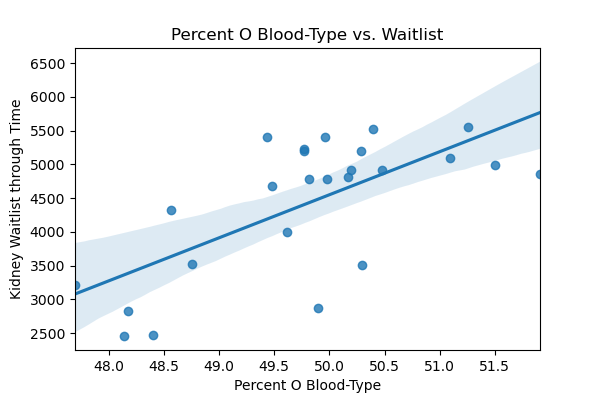 Percent O Blood-Type vs. Waitlist
Kidney Waitlist through Time
6500
6000
5500
5000
4500
4000
3500
3000
2500
48.0 48.5 49.0 49.5 50.0 50.5 51.0 51.5
Percent O Blood-Type